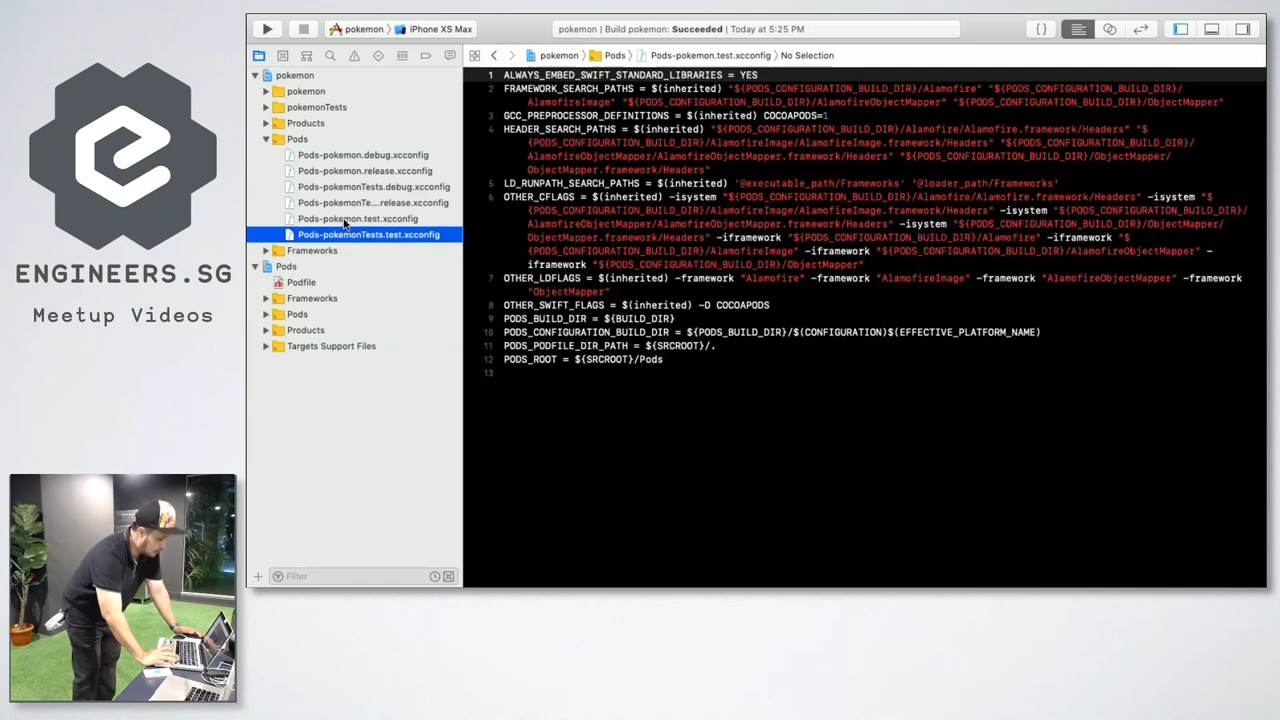 ENGINEERS.SG
Meetup Videos
pokemon
iPhone XS Max
pokemon | Build pokemon: Succeeded | Today at 5:25 PM
{ }
pokemon
Pods
Pods-pokemon.test.xcconfig
No Selection
pokemon
pokemon
pokemonTests
Products
Pods
Pods-pokemon.debug.xcconfig
Pods-pokemon.release.xcconfig
Pods-pokemonTests.debug.xcconfig
Pods-pokemonTe....release.xcconfig
Pods-pokemon.test.xcconfig
Pods-pokemonTests.test.xcconfig
Frameworks
Pods
Podfile
Frameworks
Pods
Products
Targets Support Files
Filter
1 ALWAYS_EMBED_SWIFT_STANDARD_LIBRARIES = YES
2 FRAMEWORK_SEARCH_PATHS = $(inherited) "${PODS_CONFIGURATION_BUILD_DIR}/Alamofire" "${PODS_CONFIGURATION_BUILD_DIR}/
AlamofireImage" "${PODS_CONFIGURATION_BUILD_DIR}/AlamofireObjectMapper" "${PODS_CONFIGURATION_BUILD_DIR}/ObjectMapper"
3 GCC_PREPROCESSOR_DEFINITIONS = $(inherited) COCOAPODS=1
4 HEADER_SEARCH_PATHS = $(inherited) "${PODS_CONFIGURATION_BUILD_DIR}/Alamofire/Alamofire.framework/Headers" "$
{PODS_CONFIGURATION_BUILD_DIR}/AlamofireImage/AlamofireImage.framework/Headers" "${PODS_CONFIGURATION_BUILD_DIR}/
AlamofireObjectMapper/AlamofireObjectMapper.framework/Headers" "${PODS_CONFIGURATION_BUILD_DIR}/ObjectMapper/
ObjectMapper.framework/Headers"
5 LD_RUNPATH_SEARCH_PATHS = $(inherited) '@executable_path/Frameworks' '@loader_path/Frameworks'
6 OTHER_CFLAGS = $(inherited) -isystem "${PODS_CONFIGURATION_BUILD_DIR}/Alamofire/Alamofire.framework/Headers" -isystem "$
{PODS_CONFIGURATION_BUILD_DIR}/AlamofireImage/AlamofireImage.framework/Headers" -isystem "${PODS_CONFIGURATION_BUILD_DIR}/
AlamofireObjectMapper/AlamofireObjectMapper.framework/Headers" -isystem "${PODS_CONFIGURATION_BUILD_DIR}/ObjectMapper/
ObjectMapper.framework/Headers" -iframework "${PODS_CONFIGURATION_BUILD_DIR}/Alamofire" -iframework "$
{PODS_CONFIGURATION_BUILD_DIR}/AlamofireImage" -iframework "${PODS_CONFIGURATION_BUILD_DIR}/AlamofireObjectMapper" -
iframework "${PODS_CONFIGURATION_BUILD_DIR}/ObjectMapper"
7 OTHER_LDFLAGS = $(inherited) -framework "Alamofire" -framework "AlamofireImage" -framework "AlamofireObjectMapper" -framework
"ObjectMapper"
8 OTHER_SWIFT_FLAGS = $(inherited) -D COCOAPODS
9 PODS_BUILD_DIR = ${BUILD_DIR}
10 PODS_CONFIGURATION_BUILD_DIR = ${PODS_BUILD_DIR}/$(CONFIGURATION)$(EFFECTIVE_PLATFORM_NAME)
11 PODS_PODFILE_DIR_PATH = ${SRCROOT}/.
12 PODS_ROOT = ${SRCROOT}/Pods
13